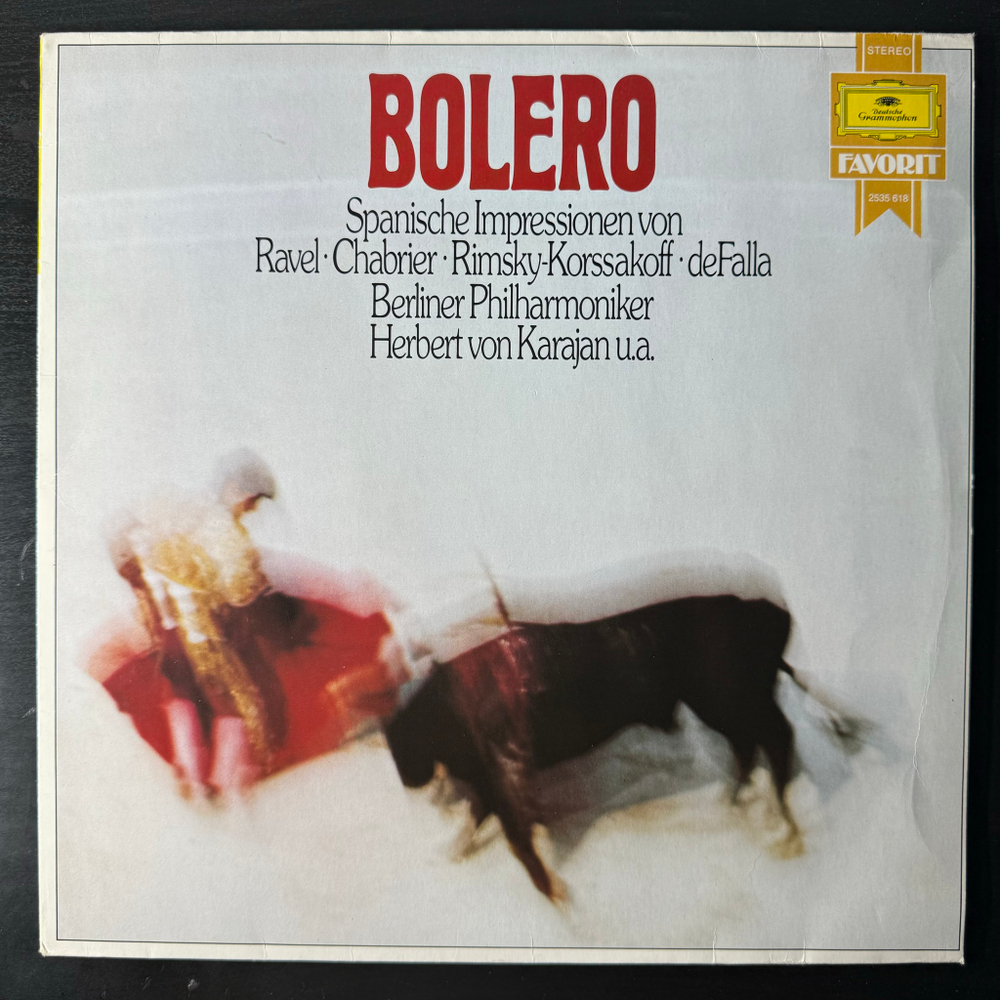 BOLERO
Spanische Impressionen von
Ravel · Chabrier · Rimsky-Korssakoff · deFalla
Berliner Philharmoniker
Herbert von Karajan u.a.
STEREO
Deutsche
Grammophon
FAVORIT
2535 618